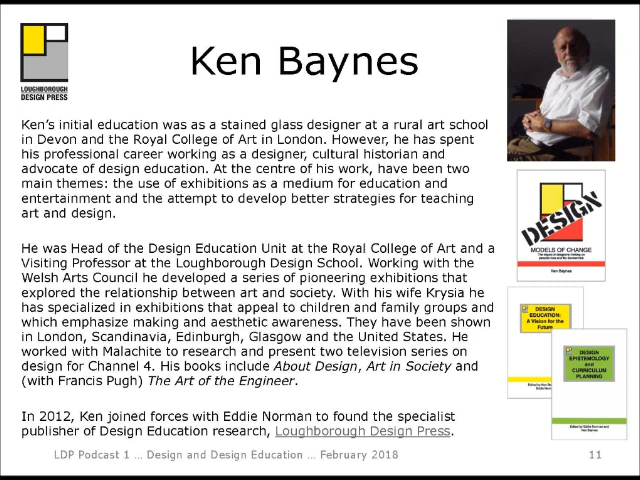 Ken Baynes
LOUGHBOROUGH
DESIGN PRESS
Ken's initial education was as a stained glass designer at a rural art school
in Devon and the Royal College of Art in London. However, he has spent
his professional career working as a designer, cultural historian and
advocate of design education. At the centre of his work, have been two
main themes: the use of exhibitions as a medium for education and
entertainment and the attempt to develop better strategies for teaching
art and design.
He was Head of the Design Education Unit at the Royal College of Art and a
Visiting Professor at the Loughborough Design School. Working with the
Welsh Arts Council he developed a series of pioneering exhibitions that
explored the relationship between art and society. With his wife Krysia he
has specialized in exhibitions that appeal to children and family groups and
which emphasize making and aesthetic awareness. They have been shown
in London, Scandinavia, Edinburgh, Glasgow and the United States. He
worked with Malachite to research and present two television series on
design for Channel 4. His books include About Design, Art in Society and
(with Francis Pugh) The Art of the Engineer.
In 2012, Ken joined forces with Eddie Norman to found the specialist
publisher of Design Education research, Loughborough Design Press.
DESIGN
MODELS OF CHANGE
Ken Baynes
DESIGN
EDUCATION:
A Vision for the
Future
DESIGN
EPISTEMOLOGY
and
CURRICULUM
PLANNING
Edited by Eddie Norman and
Ken Baynes
LDP Podcast 1 … Design and Design Education … February 2018
11